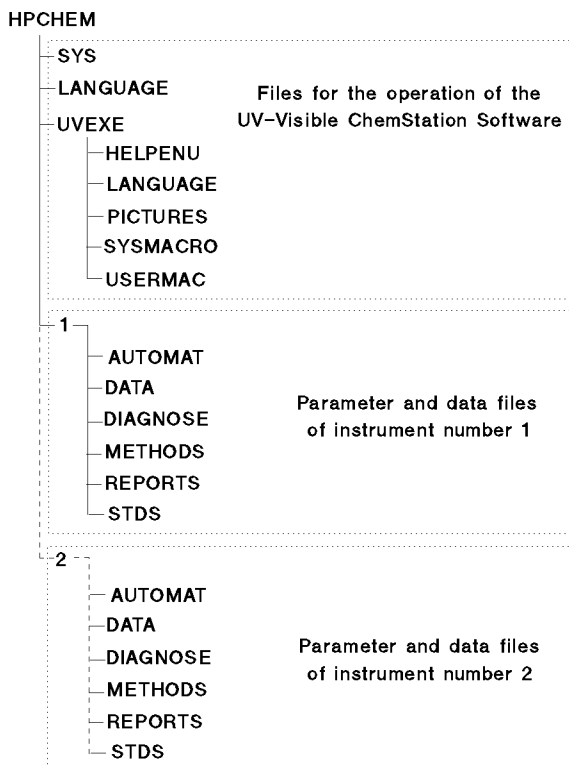 HPCHEM
SYS
LANGUAGE
UVEXE
HELPENU
LANGUAGE
PICTURES
SYSMACRO
USERMAC
Files for the operation of the
UV-Visible ChemStation Software
1
AUTOMAT
DATA
DIAGNOSE
METHODS
REPORTS
STDS
Parameter and data files
of instrument number 1
2
AUTOMAT
DATA
DIAGNOSE
METHODS
REPORTS
STDS
Parameter and data files
of instrument number 2